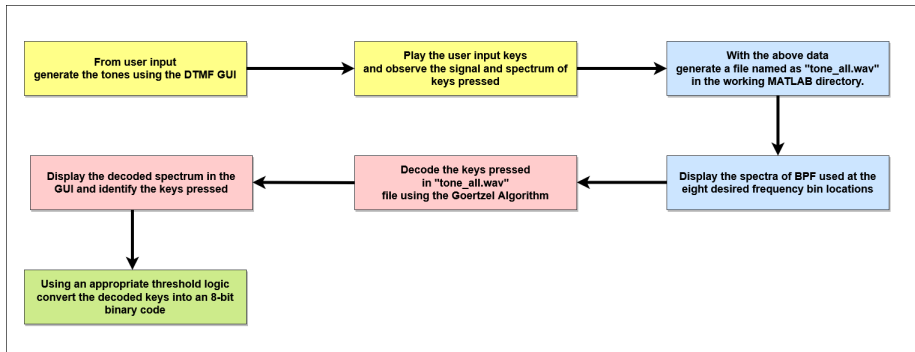 From user input
generate the tones using the DTMF GUI
Play the user input keys
and observe the signal and spectrum of
keys pressed
With the above data
generate a file named as "tone_all.wav"
in the working MATLAB directory.
Display the spectra of BPF used at the
eight desired frequency bin locations
Decode the keys pressed
in "tone_all.wav"
file using the Goertzel Algorithm
Display the decoded spectrum in the
GUI and identify the keys pressed
Using an appropriate threshold logic
convert the decoded keys into an 8-bit
binary code